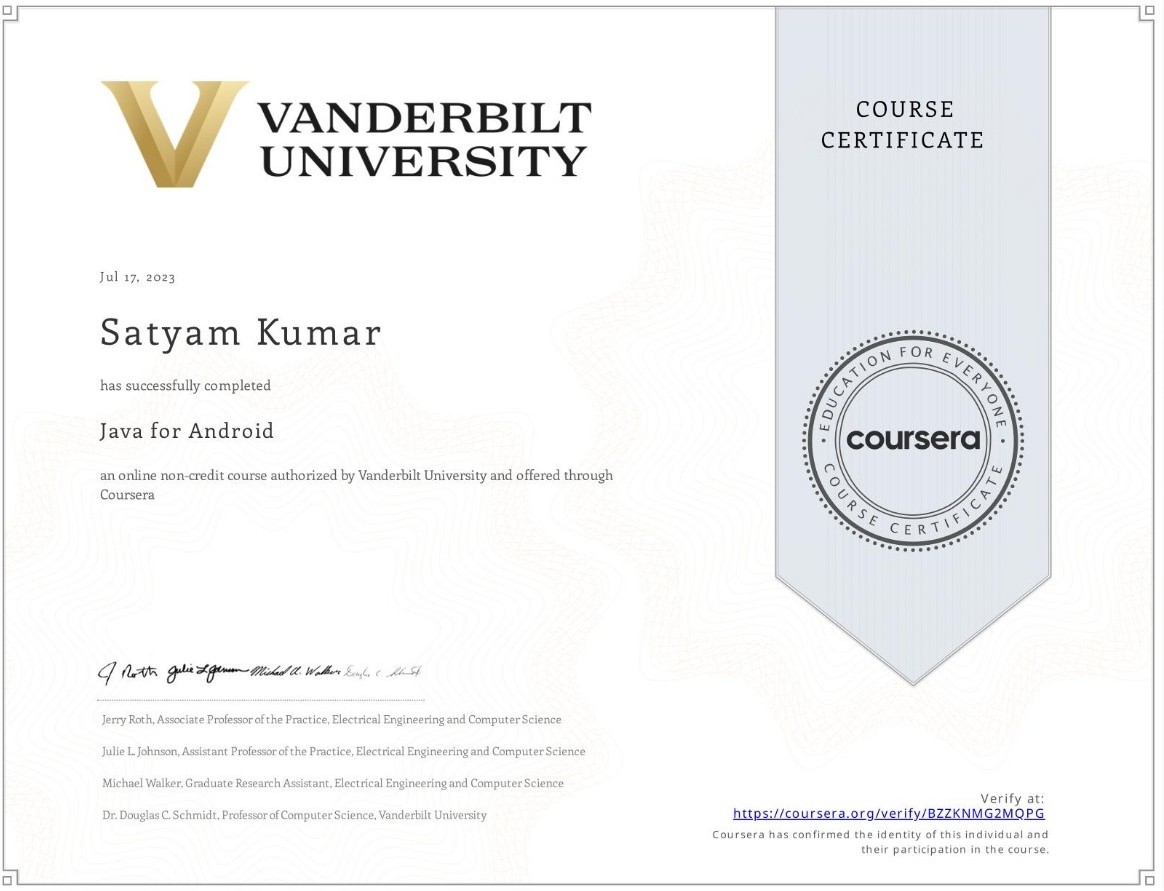 VANDERBILT
UNIVERSITY
COURSE
CERTIFICATE
Jul 17, 2023
Satyam Kumar
has successfully completed
Java for Android
an online non-credit course authorized by Vanderbilt University and offered through
Coursera
EDUCATION FOR EVERYONE
coursera
COURSE CERTIFICATE
J Roth Julie L Johnson Michael A. Walker Douglas C. Schmidt
Jerry Roth, Associate Professor of the Practice, Electrical Engineering and Computer Science
Julie L. Johnson, Assistant Professor of the Practice, Electrical Engineering and Computer Science
Michael Walker, Graduate Research Assistant, Electrical Engineering and Computer Science
Dr. Douglas C. Schmidt, Professor of Computer Science, Vanderbilt University
Verify at:
https://coursera.org/verify/BZZKNMG2MQPG
Coursera has confirmed the identity of this individual and
their participation in the course.